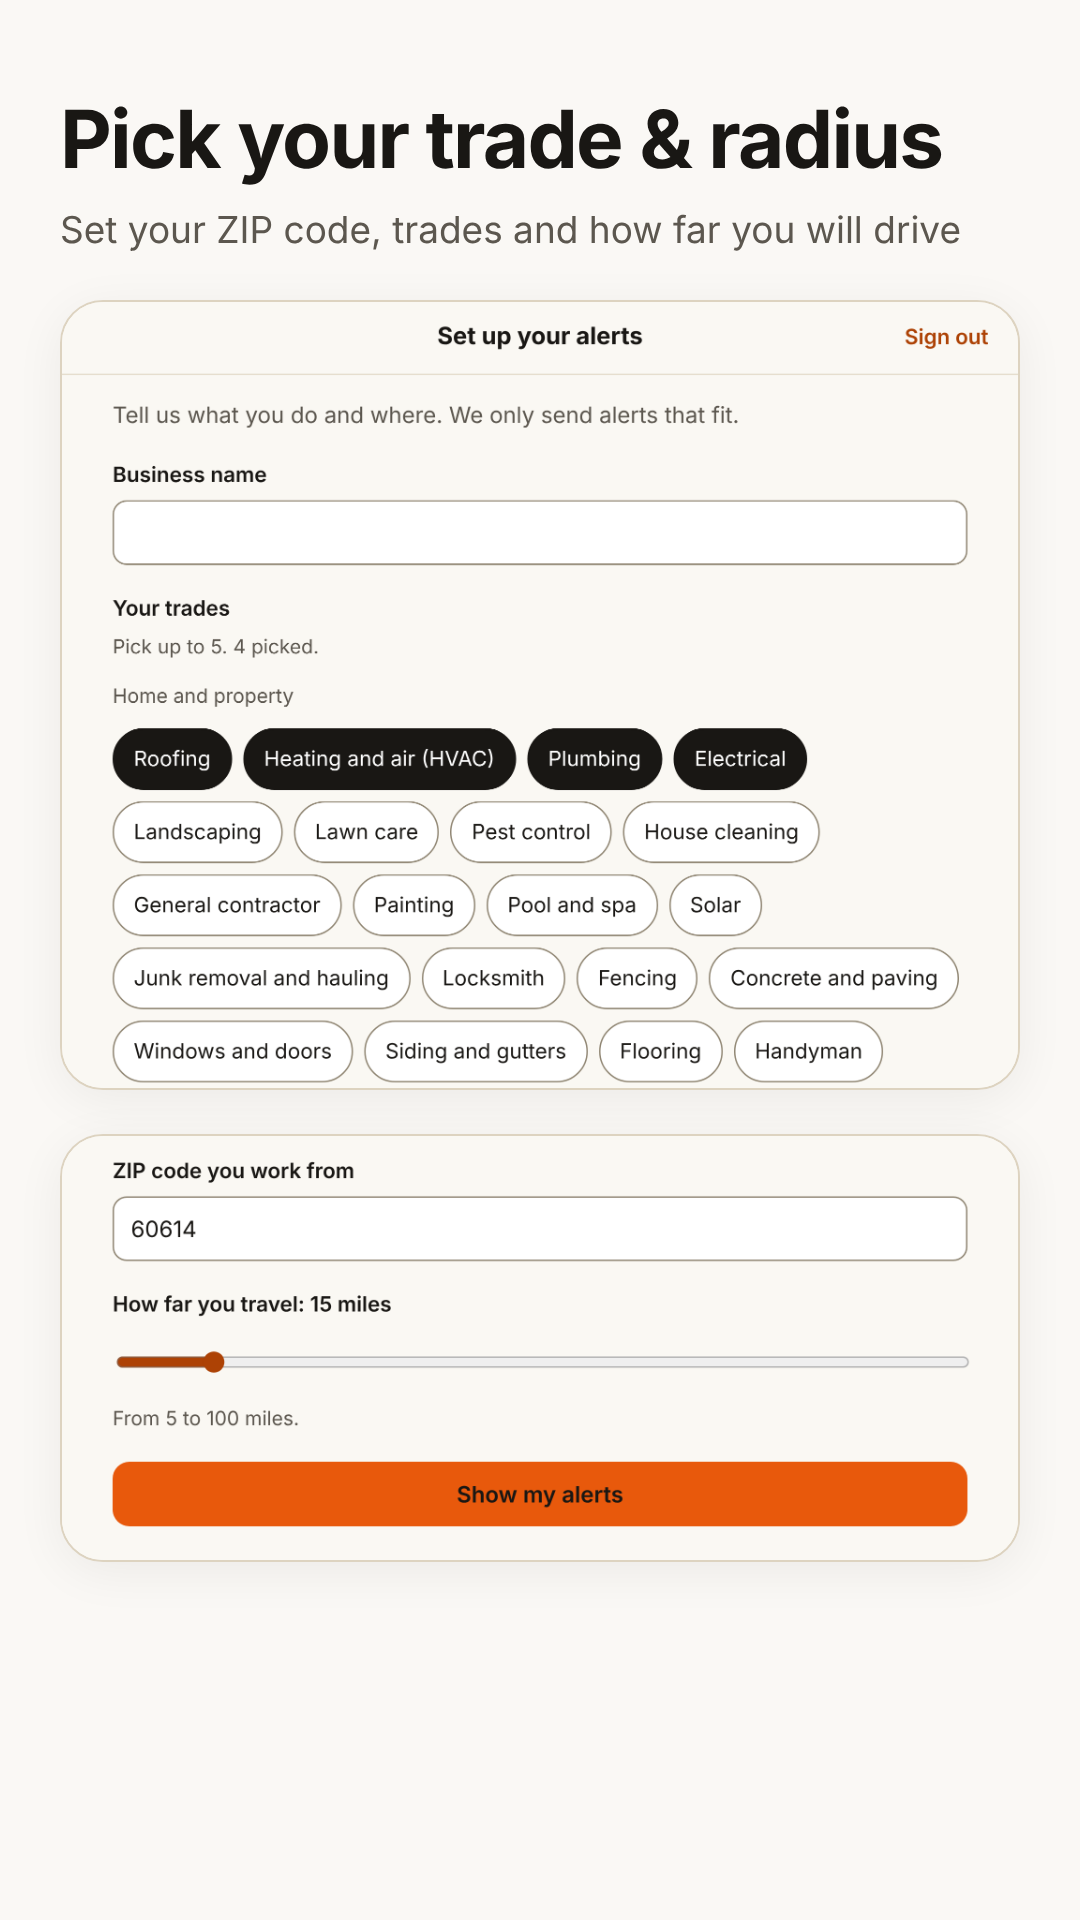 Pick your trade & radius
Set your ZIP code, trades and how far you will drive
Set up your alerts
Sign out
Tell us what you do and where. We only send alerts that fit.
Business name
Your trades
Pick up to 5. 4 picked.
Home and property
Roofing Heating and air (HVAC) Plumbing Electrical
Landscaping Lawn care Pest control House cleaning
General contractor Painting Pool and spa Solar
Junk removal and hauling Locksmith Fencing Concrete and paving
Windows and doors Siding and gutters Flooring Handyman
ZIP code you work from
60614
How far you travel: 15 miles
From 5 to 100 miles.
Show my alerts